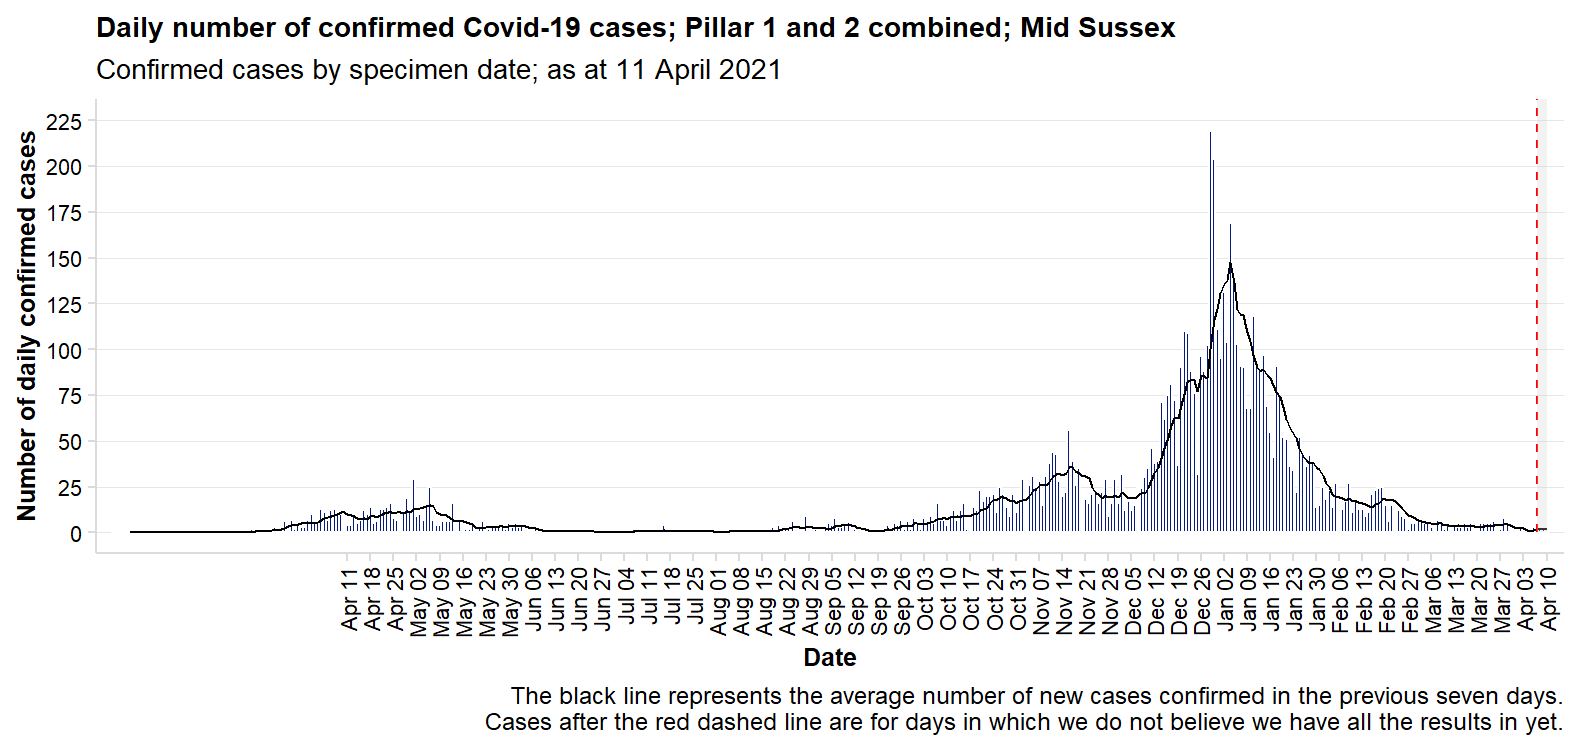 Daily number of confirmed Covid-19 cases; Pillar 1 and 2 combined; Mid Sussex
Confirmed cases by specimen date; as at 11 April 2021
Number of daily confirmed cases
225
200
175
150
125
100
75
50
25
0
Apr 11
Apr 18
Apr 25
May 02
May 09
May 16
May 23
May 30
Jun 06
Jun 13
Jun 20
Jun 27
Jul 04
Jul 11
Jul 18
Jul 25
Aug 01
Aug 08
Aug 15
Aug 22
Aug 29
Sep 05
Sep 12
Sep 19
Sep 26
Oct 03
Oct 10
Oct 17
Oct 24
Oct 31
Nov 07
Nov 14
Nov 21
Nov 28
Dec 05
Dec 12
Dec 19
Dec 26
Jan 02
Jan 09
Jan 16
Jan 23
Jan 30
Feb 06
Feb 13
Feb 20
Feb 27
Mar 06
Mar 13
Mar 20
Mar 27
Apr 03
Apr 10
Date
The black line represents the average number of new cases confirmed in the previous seven days.
Cases after the red dashed line are for days in which we do not believe we have all the results in yet.